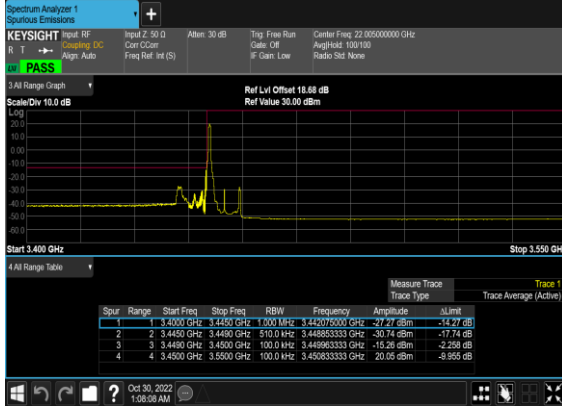 Spectrum Analyzer 1
Spurious Emissions
+
KEYSIGHT Input: RF Input Z: 50 Ω Atten: 30 dB Trig: Free Run Center Freq: 22.005000000 GHz
R T Coupling: DC Corr CCorr Gate: Off Avg|Hold: 100/100
Align: Auto Freq Ref: Int (S) IF Gain: Low Radio Std: None
PASS
3 All Range Graph
Ref Lvl Offset 18.68 dB
Scale/Div 10.0 dB Ref Value 30.00 dBm
Log
20.0
10.0
0.00
-10.0
-20.0
-30.0
-40.0
-50.0
-60.0
Start 3.400 GHz Stop 3.550 GH
4 All Range Table
Measure Trace Trace 1
Trace Type Trace Average (Active)
Spur Range Start Freq Stop Freq RBW Frequency Amplitude ΔLimit
1 1 3.4000 GHz 3.4450 GHz 1.000 MHz 3.442075000 GHz -27.27 dBm -14.27 dB
2 2 3.4450 GHz 3.4490 GHz 510.0 kHz 3.448853333 GHz -30.74 dBm -17.74 dB
3 3 3.4490 GHz 3.4500 GHz 100.0 kHz 3.449963333 GHz -15.26 dBm -2.258 dB
4 4 3.4500 GHz 3.5500 GHz 100.0 kHz 3.450833333 GHz 20.05 dBm -9.955 dB
?
Oct 30, 2022
1:08:08 AM